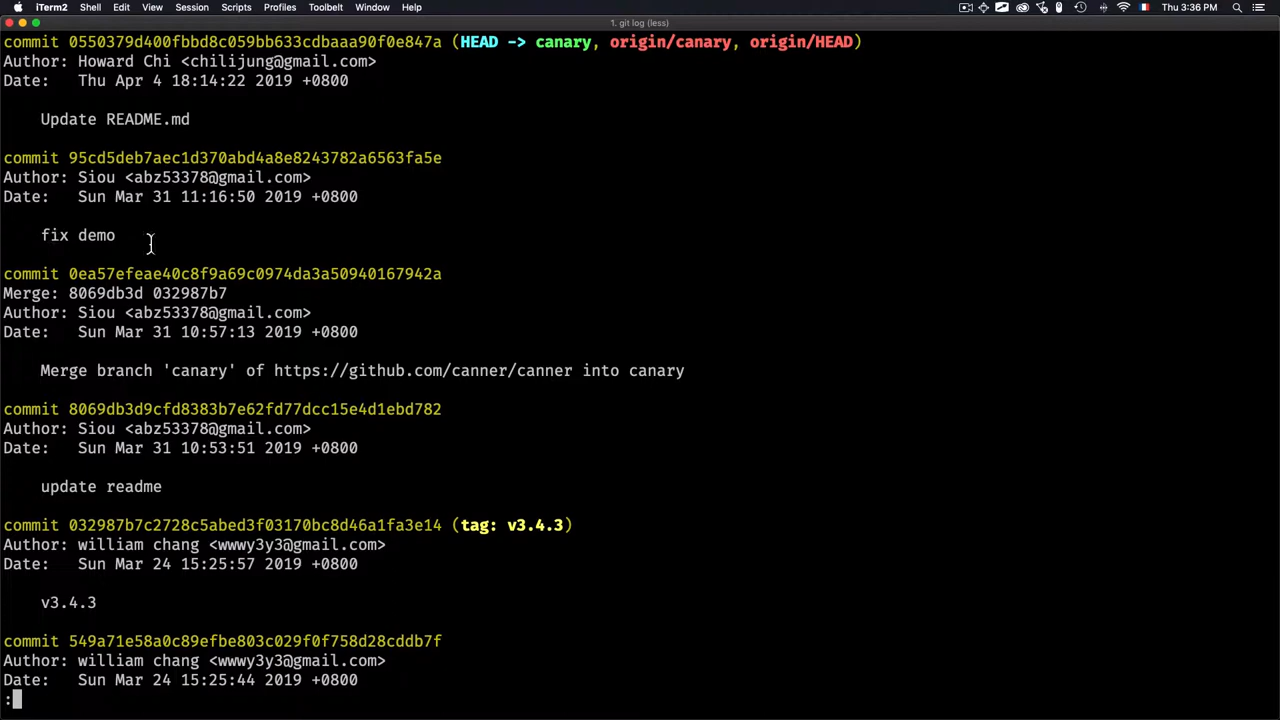 iTerm2 Shell Edit View Session Scripts Profiles Toolbelt Window Help Thu 3:36 PM
1. git log (less)
commit 0550379d400fbbd8c059bb633cdbaaa90f0e847a (HEAD -> canary, origin/canary, origin/HEAD)
Author: Howard Chi <chilijung@gmail.com>
Date:   Thu Apr 4 18:14:22 2019 +0800
Update README.md
commit 95cd5deb7aec1d370abd4a8e8243782a6563fa5e
Author: Siou <abz53378@gmail.com>
Date:   Sun Mar 31 11:16:50 2019 +0800
fix demo
commit 0ea57efeae40c8f9a69c0974da3a50940167942a
Merge: 8069db3d 032987b7
Author: Siou <abz53378@gmail.com>
Date:   Sun Mar 31 10:57:13 2019 +0800
Merge branch 'canary' of https://github.com/canner/canner into canary
commit 8069db3d9cfd8383b7e62fd77dcc15e4d1ebd782
Author: Siou <abz53378@gmail.com>
Date:   Sun Mar 31 10:53:51 2019 +0800
update readme
commit 032987b7c2728c5abed3f03170bc8d46a1fa3e14 (tag: v3.4.3)
Author: william chang <wwwy3y3@gmail.com>
Date:   Sun Mar 24 15:25:57 2019 +0800
v3.4.3
commit 549a71e58a0c89efbe803c029f0f758d28cddb7f
Author: william chang <wwwy3y3@gmail.com>
Date:   Sun Mar 24 15:25:44 2019 +0800
: